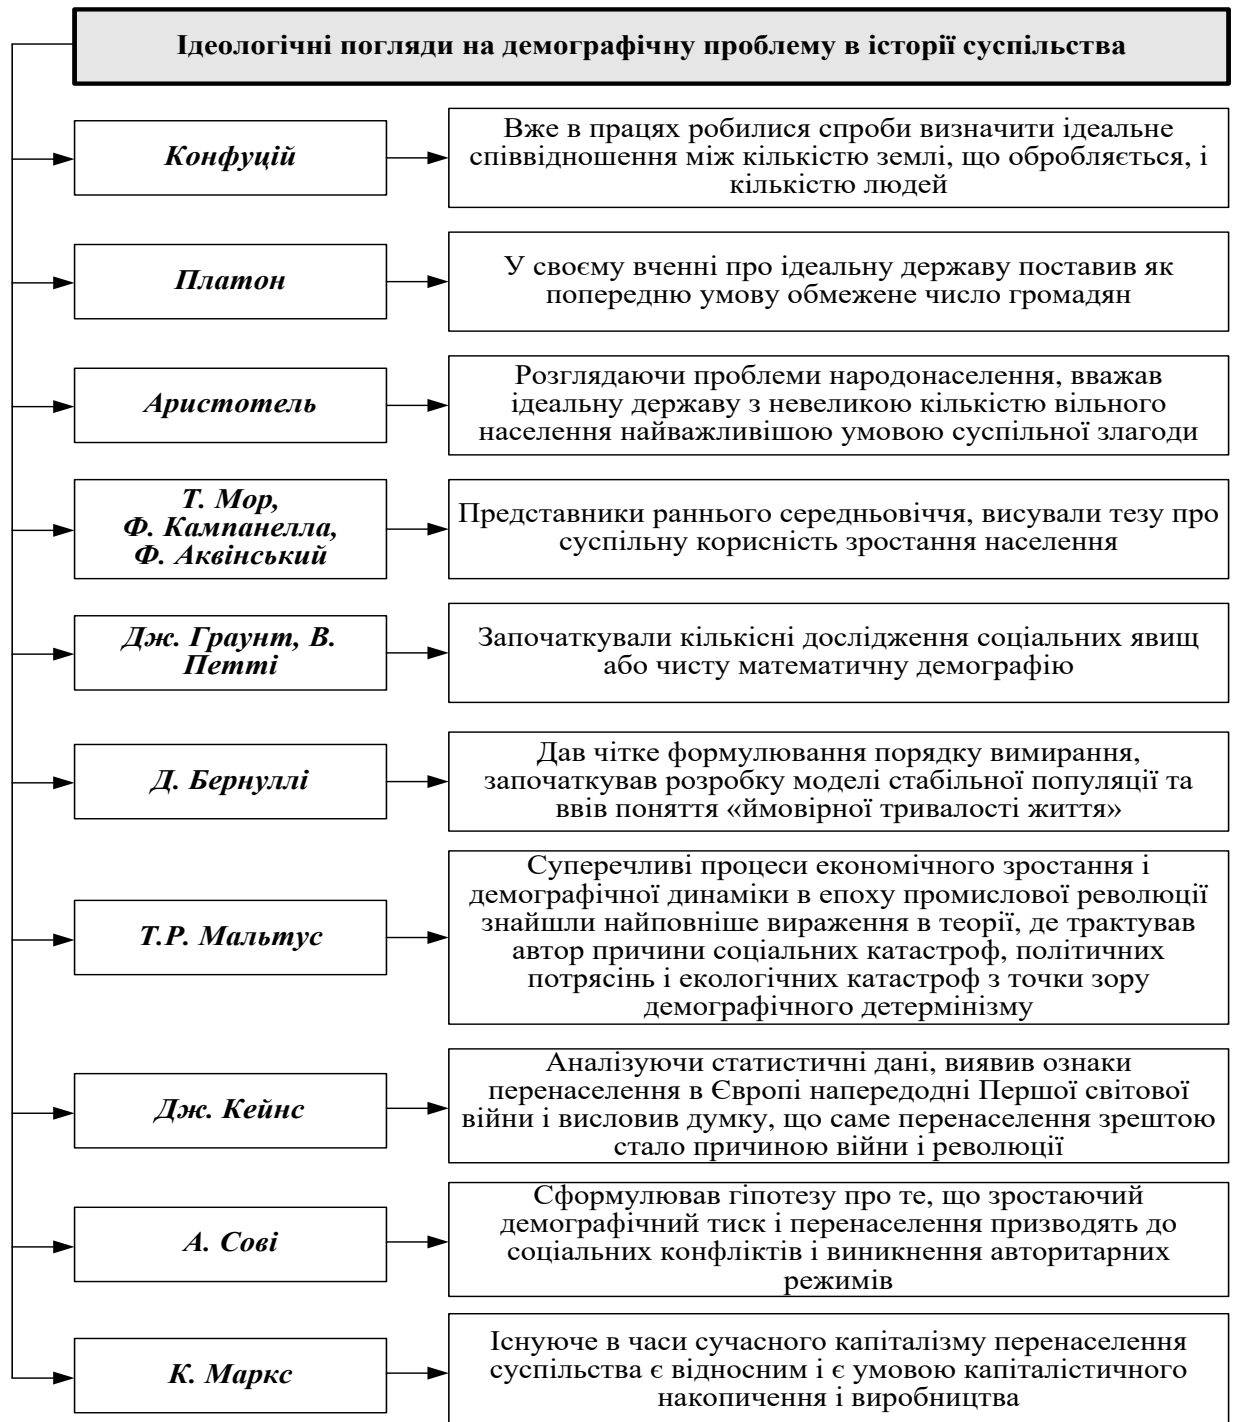 Ідеологічні погляди на демографічну проблему в історії суспільства
Конфуцій
Вже в працях робилися спроби визначити ідеальне
співвідношення між кількістю землі, що обробляється, і
кількістю людей
Платон
У своєму вченні про ідеальну державу поставив як
попередню умову обмежене число громадян
Аристотель
Розглядаючи проблеми народонаселення, вважав
ідеальну державу з невеликою кількістю вільного
населення найважливішою умовою суспільної злагоди
Т. Мор,
Ф. Кампанелла,
Ф. Аквінський
Представники раннього середньовіччя, висували тезу про
суспільну корисність зростання населення
Дж. Граунт, В.
Петті
Започаткували кількісні дослідження соціальних явищ
або чисту математичну демографію
Д. Бернуллі
Дав чітке формулювання порядку вимирання,
започаткував розробку моделі стабільної популяції та
ввів поняття «ймовірної тривалості життя»
Т.Р. Мальтус
Суперечливі процеси економічного зростання і
демографічної динаміки в епоху промислової революції
знайшли найповніше вираження в теорії, де трактував
автор причини соціальних катастроф, політичних
потрясінь і екологічних катастроф з точки зору
демографічного детермінізму
Дж. Кейнс
Аналізуючи статистичні дані, виявив ознаки
перенаселення в Європі напередодні Першої світової
війни і висловив думку, що саме перенаселення зрештою
стало причиною війни і революції
А. Сові
Сформулював гіпотезу про те, що зростаючий
демографічний тиск і перенаселення призводять до
соціальних конфліктів і виникнення авторитарних
режимів
К. Маркс
Існуюче в часи сучасного капіталізму перенаселення
суспільства є відносним і є умовою капіталістичного
накопичення і виробництва